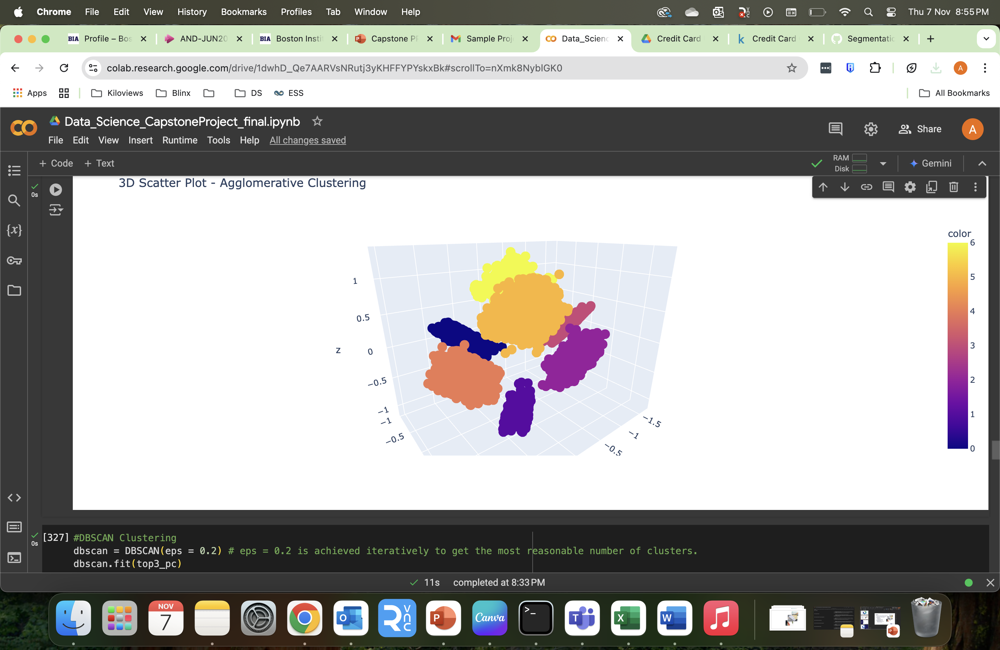 Chrome File Edit View History Bookmarks Profiles Tab Window Help Thu 7 Nov 8:55 PM
BIA Profile – Bos AND-JUN20 BIA Boston Insti Capstone PF Sample Proj Data_Scienc Credit Card Credit Card Segmentatic
colab.research.google.com/drive/1dwhD_Qe7AARVsNRutj3yKHFFYPYskxBk#scrollTo=nXmk8NyblGK0 A
Apps Kiloviews Blinx DS ESS All Bookmarks
Data_Science_CapstoneProject_final.ipynb
File Edit View Insert Runtime Tools Help All changes saved
Share A
+ Code + Text
RAM
Disk
Gemini
0s
3D Scatter Plot - Agglomerative Clustering
color
6
5
4
3
2
1
0
1
0.5
z
0
−0.5
−1
−1
−0.5
−1.5
−1
−0.5
0s
[327] #DBSCAN Clustering
dbscan = DBSCAN(eps = 0.2) # eps = 0.2 is achieved iteratively to get the most reasonable number of clusters.
dbscan.fit(top3_pc)
11s completed at 8:33 PM
NOV
7
O
VNC
P
Canva
>_
T
X
W
P